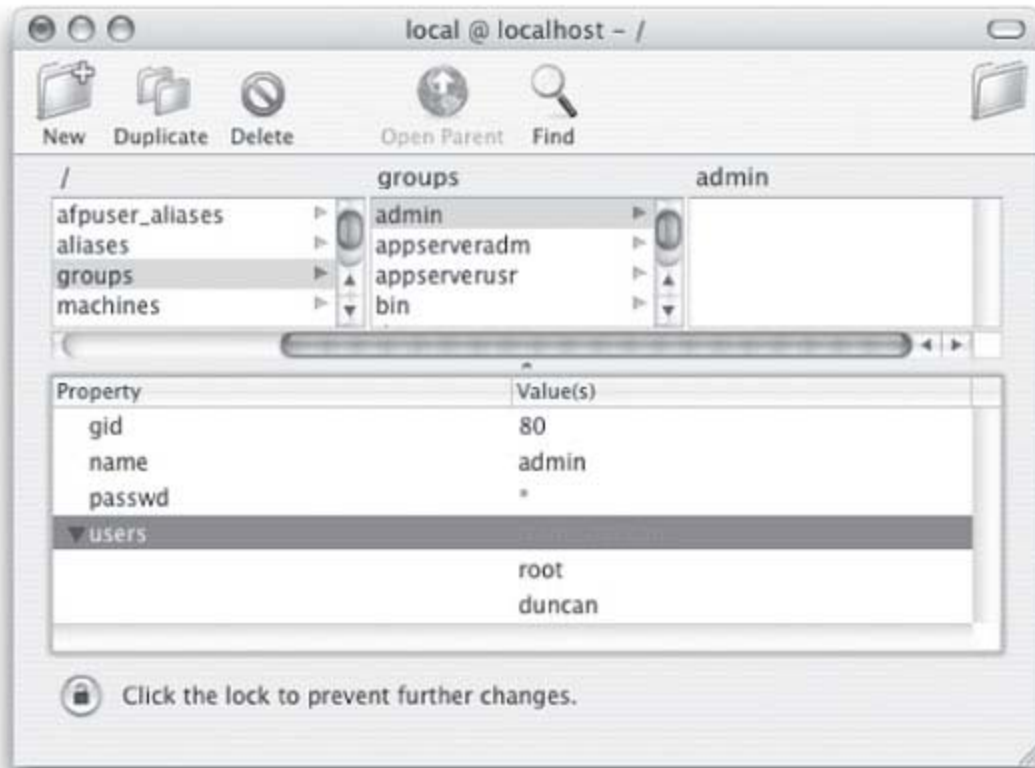 local @ localhost - /
New Duplicate Delete Open Parent Find
/ groups admin
afpuser_aliases admin
aliases appserveradm
groups appserverusr
machines bin
Property Value(s)
gid 80
name admin
passwd *
users
root
duncan
Click the lock to prevent further changes.